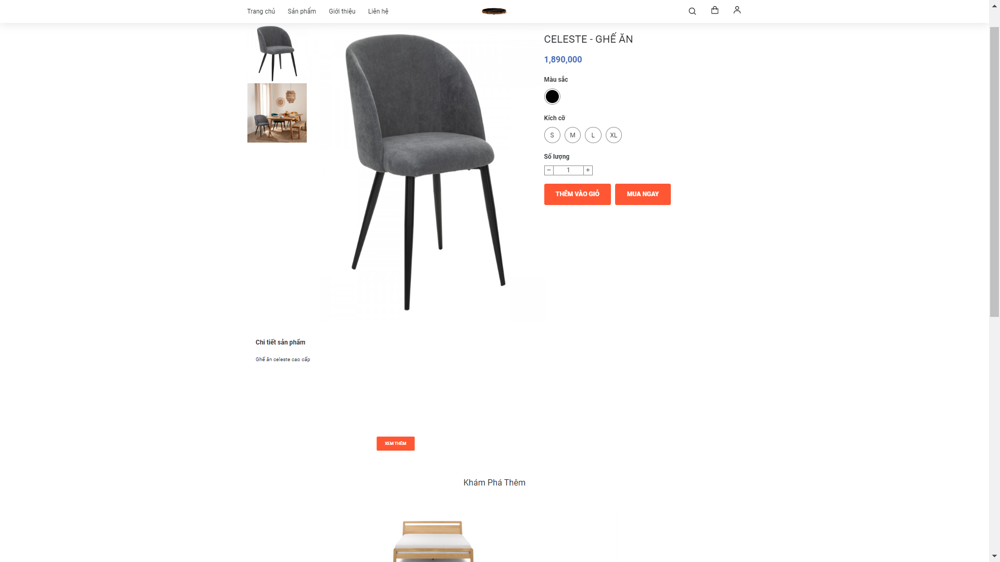 Trang chủ Sản phẩm Giới thiệu Liên hệ
CELESTE - GHẾ ĂN
1,890,000
Màu sắc
Kích cỡ
S M L XL
Số lượng
− 1 +
THÊM VÀO GIỎ MUA NGAY
Chi tiết sản phẩm
Ghế ăn celeste cao cấp
XEM THÊM
Khám Phá Thêm